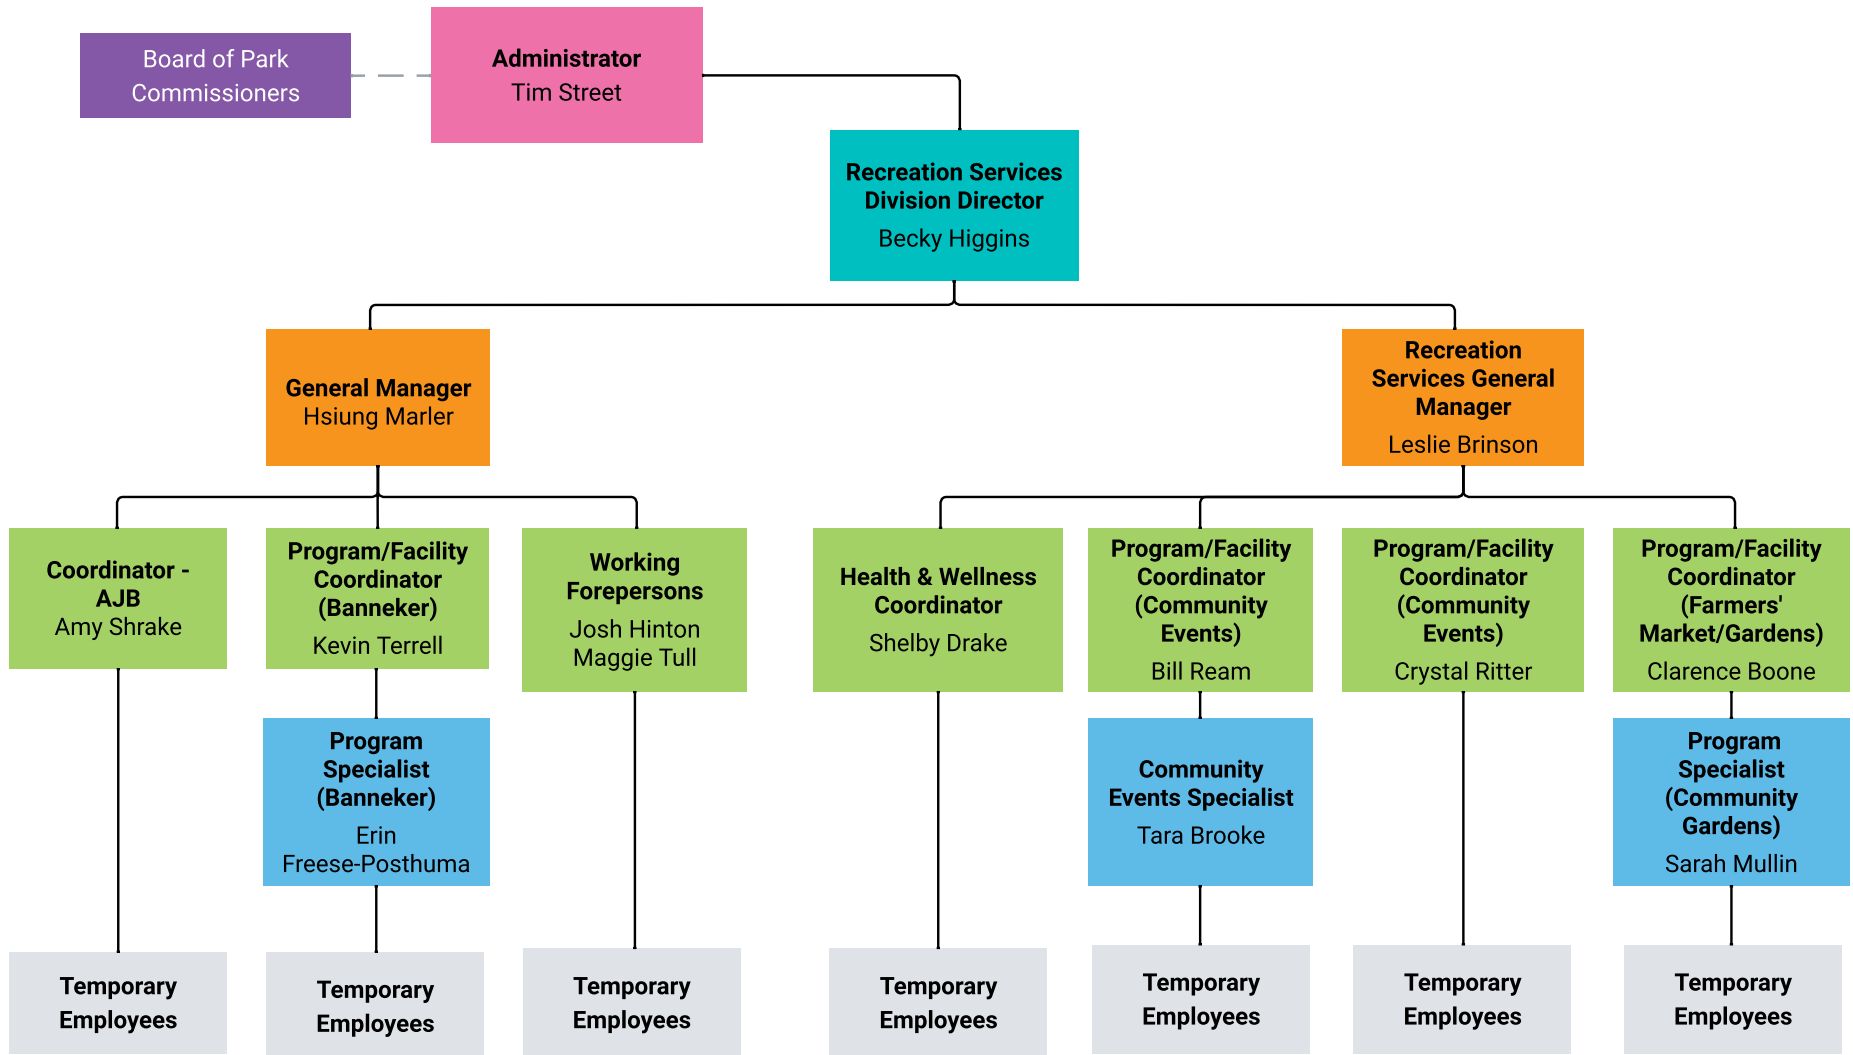 Board of Park
Commissioners
Administrator
Tim Street
Recreation Services
Division Director
Becky Higgins
General Manager
Hsiung Marler
Recreation
Services General
Manager
Leslie Brinson
Coordinator -
AJB
Amy Shrake
Program/Facility
Coordinator
(Banneker)
Kevin Terrell
Working
Forepersons
Josh Hinton
Maggie Tull
Health & Wellness
Coordinator
Shelby Drake
Program/Facility
Coordinator
(Community
Events)
Bill Ream
Program/Facility
Coordinator
(Community
Events)
Crystal Ritter
Program/Facility
Coordinator
(Farmers'
Market/Gardens)
Clarence Boone
Program
Specialist
(Banneker)
Erin
Freese-Posthuma
Community
Events Specialist
Tara Brooke
Program
Specialist
(Community
Gardens)
Sarah Mullin
Temporary
Employees
Temporary
Employees
Temporary
Employees
Temporary
Employees
Temporary
Employees
Temporary
Employees
Temporary
Employees